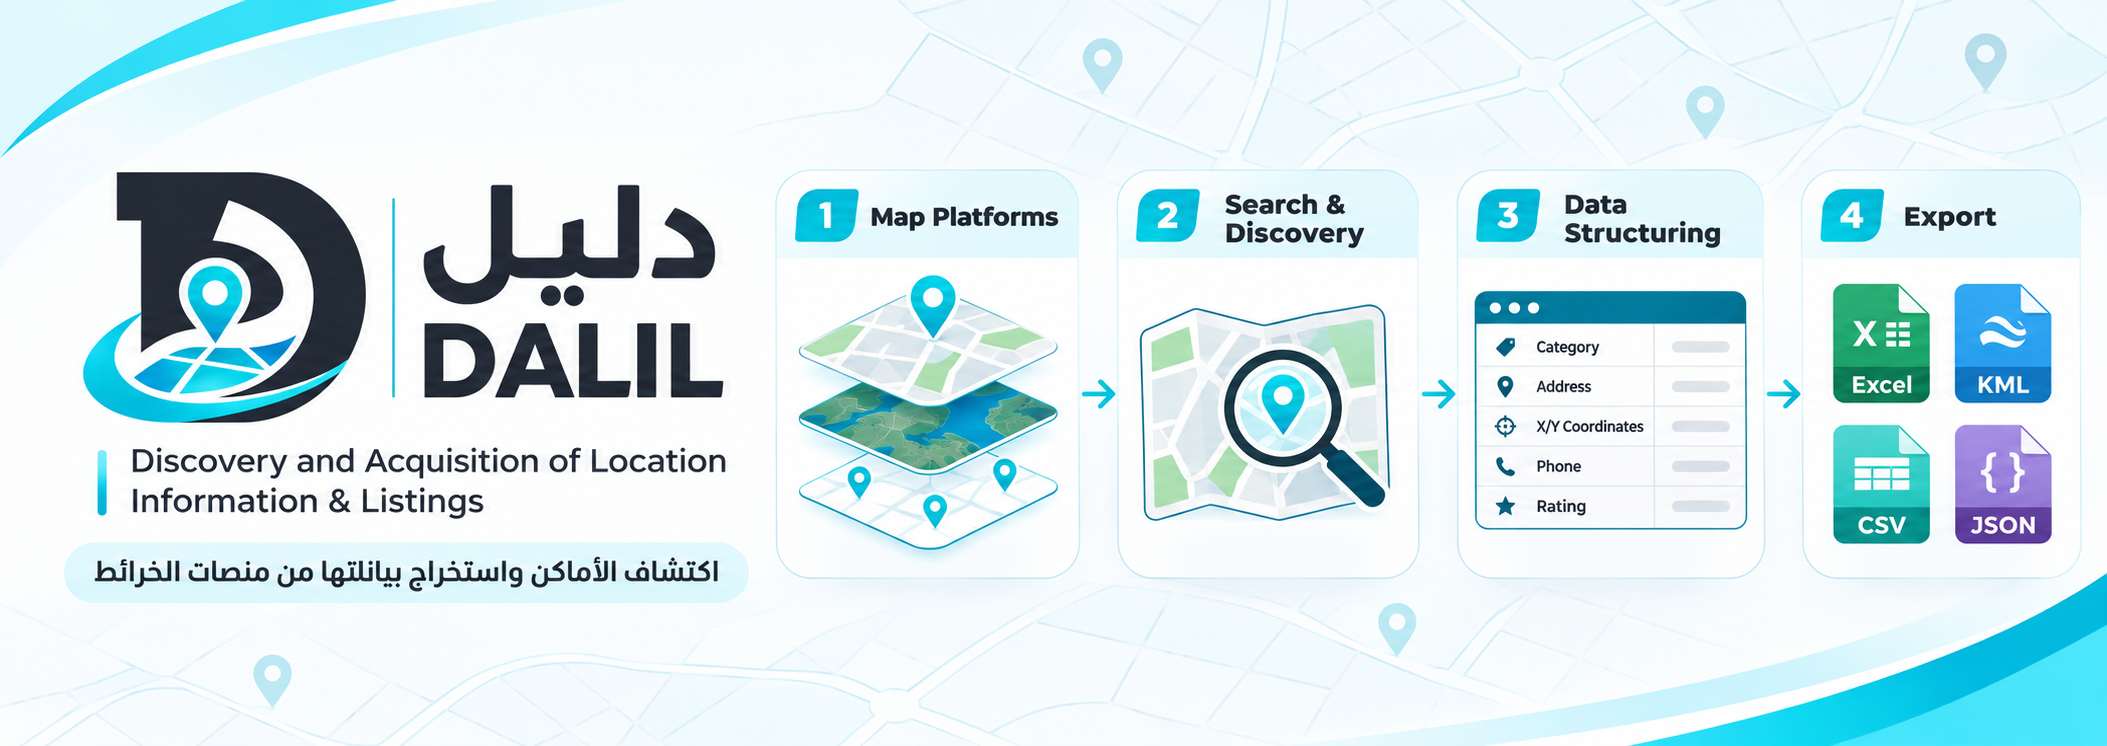 دليل
DALIL
Discovery and Acquisition of Location
Information & Listings
اكتشاف الأماكن واستخراج بياناتها من منصات الخرائط
1 Map Platforms
2 Search &
Discovery
3 Data
Structuring
Category
Address
X/Y Coordinates
Phone
Rating
4 Export
X
Excel
KML
CSV
{ }
JSON